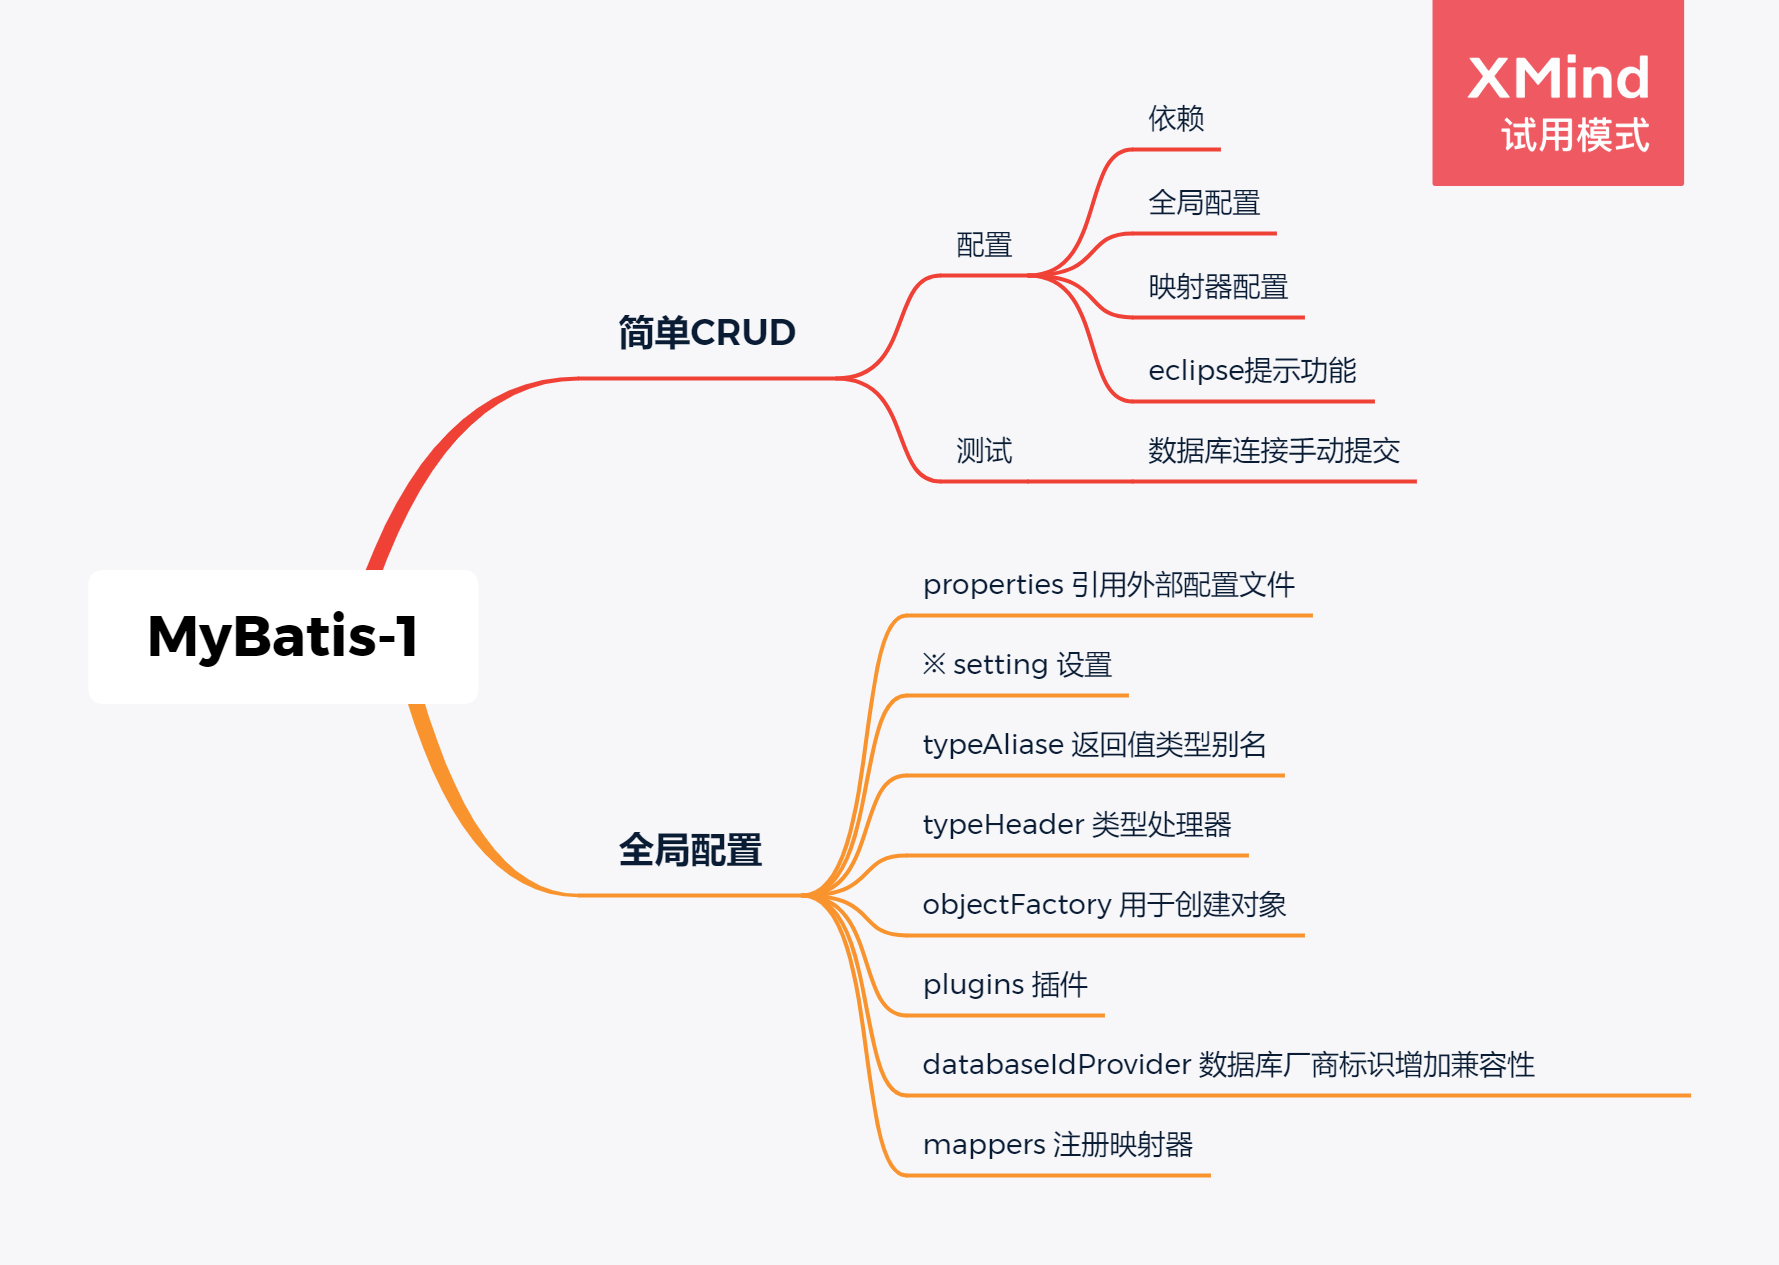 XMind
试用模式
依赖
全局配置
配置
映射器配置
简单CRUD
eclipse提示功能
测试
数据库连接手动提交
MyBatis-1
properties 引用外部配置文件
※ setting 设置
typeAliase 返回值类型别名
typeHeader 类型处理器
全局配置
objectFactory 用于创建对象
plugins 插件
databaseIdProvider 数据库厂商标识增加兼容性
mappers 注册映射器